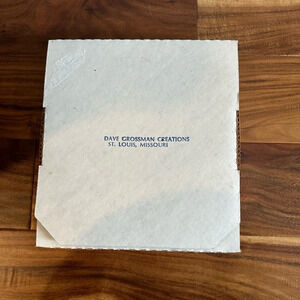 DAVE GROSSMAN CREATIONS
ST. LOUIS, MISSOURI